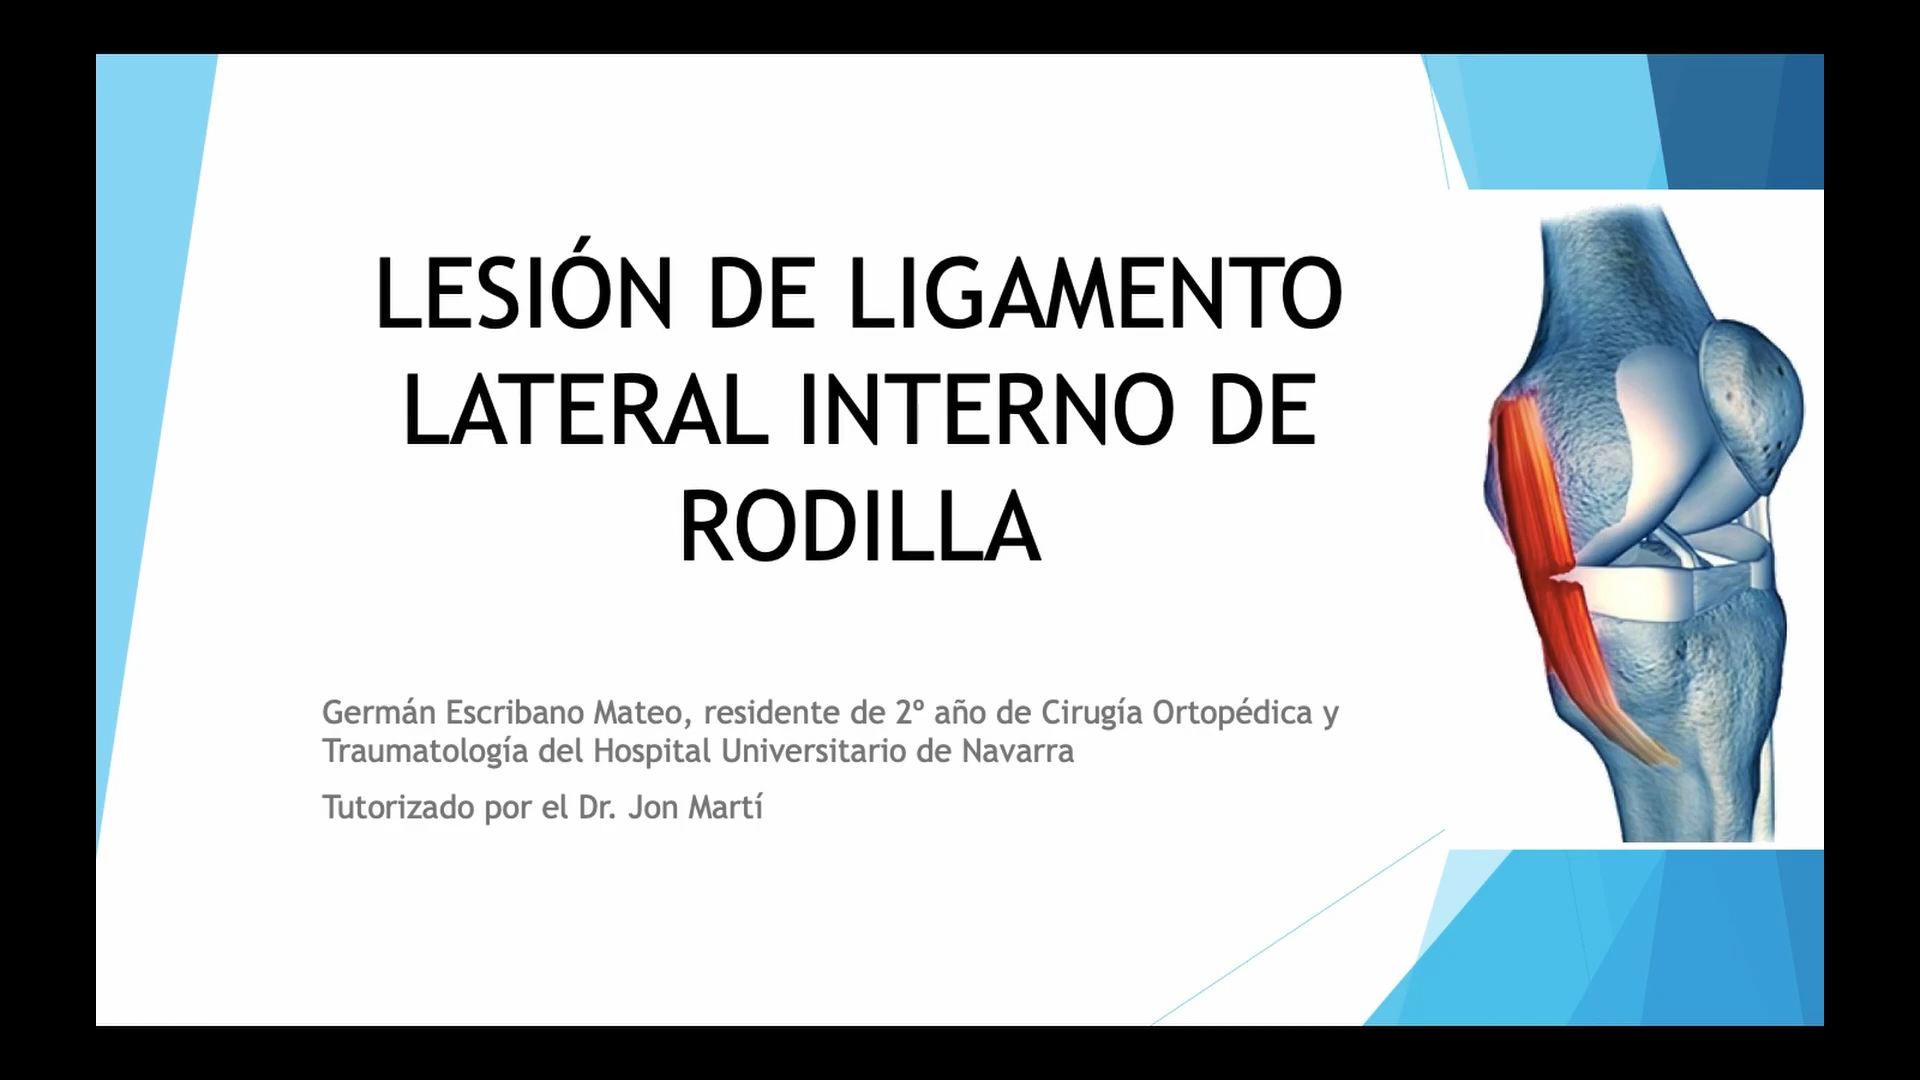 LESIÓN DE LIGAMENTO
LATERAL INTERNO DE
RODILLA
Germán Escribano Mateo, residente de 2º año de Cirugía Ortopédica y
Traumatología del Hospital Universitario de Navarra
Tutorizado por el Dr. Jon Martí